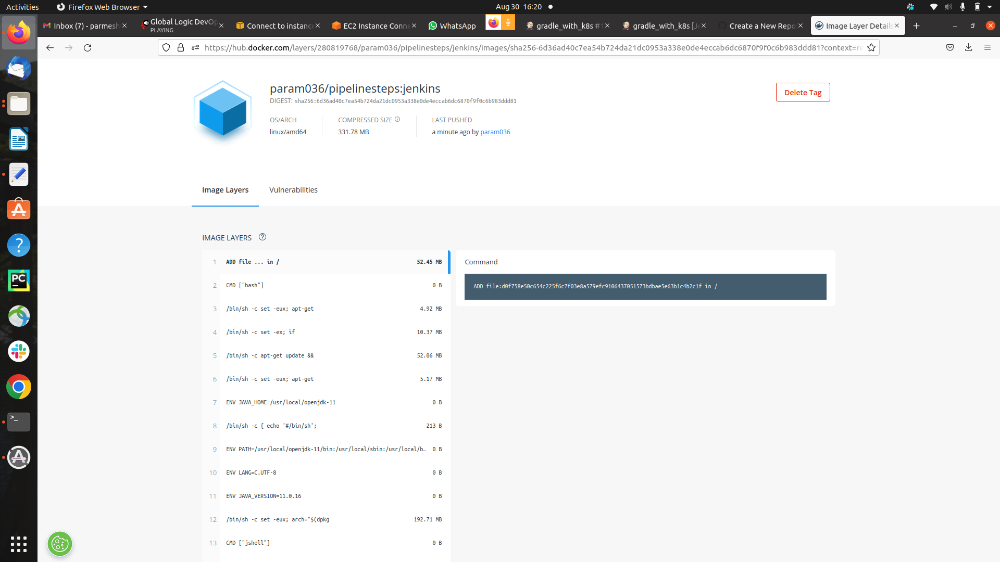 Activities
Firefox Web Browser
Aug 30 16:20
Inbox (7) - parmesh
Global Logic DevOp
PLAYING
Connect to instance
EC2 Instance Conne
WhatsApp
gradle_with_k8s #1
gradle_with_k8s [Je
Create a New Repo
Image Layer Details
https://hub.docker.com/layers/280819768/param036/pipelinesteps/jenkins/images/sha256-6d36ad40c7ea54b724da21dc0953a338e0de4eccab6dc6870f9f0c6b983ddd81?context=re
param036/pipelinesteps:jenkins
DIGEST: sha256:6d36ad40c7ea54b724da21dc0953a338e0de4eccab6dc6870f9f0c6b983ddd81
Delete Tag
OS/ARCH
linux/amd64
COMPRESSED SIZE
331.78 MB
LAST PUSHED
a minute ago by param036
Image Layers
Vulnerabilities
IMAGE LAYERS
1 ADD file ... in / 52.45 MB
2 CMD ["bash"] 0 B
3 /bin/sh -c set -eux; apt-get 4.92 MB
4 /bin/sh -c set -ex; if 10.37 MB
5 /bin/sh -c apt-get update && 52.06 MB
6 /bin/sh -c set -eux; apt-get 5.17 MB
7 ENV JAVA_HOME=/usr/local/openjdk-11 0 B
8 /bin/sh -c { echo '#/bin/sh'; 213 B
9 ENV PATH=/usr/local/openjdk-11/bin:/usr/local/sbin:/usr/local/b... 0 B
10 ENV LANG=C.UTF-8 0 B
11 ENV JAVA_VERSION=11.0.16 0 B
12 /bin/sh -c set -eux; arch="$(dpkg 192.71 MB
13 CMD ["jshell"] 0 B
Command
ADD file:d0f758e50c654c225f6c7f03e8a579efc9106437051573bdbae5e63b1c4b2c1f in /
PC